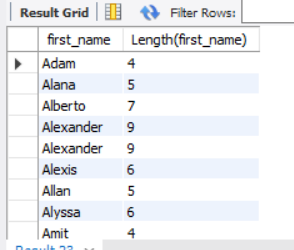 Result Grid Filter Rows:
first_name Length(first_name)
Adam 4
Alana 5
Alberto 7
Alexander 9
Alexander 9
Alexis 6
Allan 5
Alyssa 6
Amit 4
Result 23